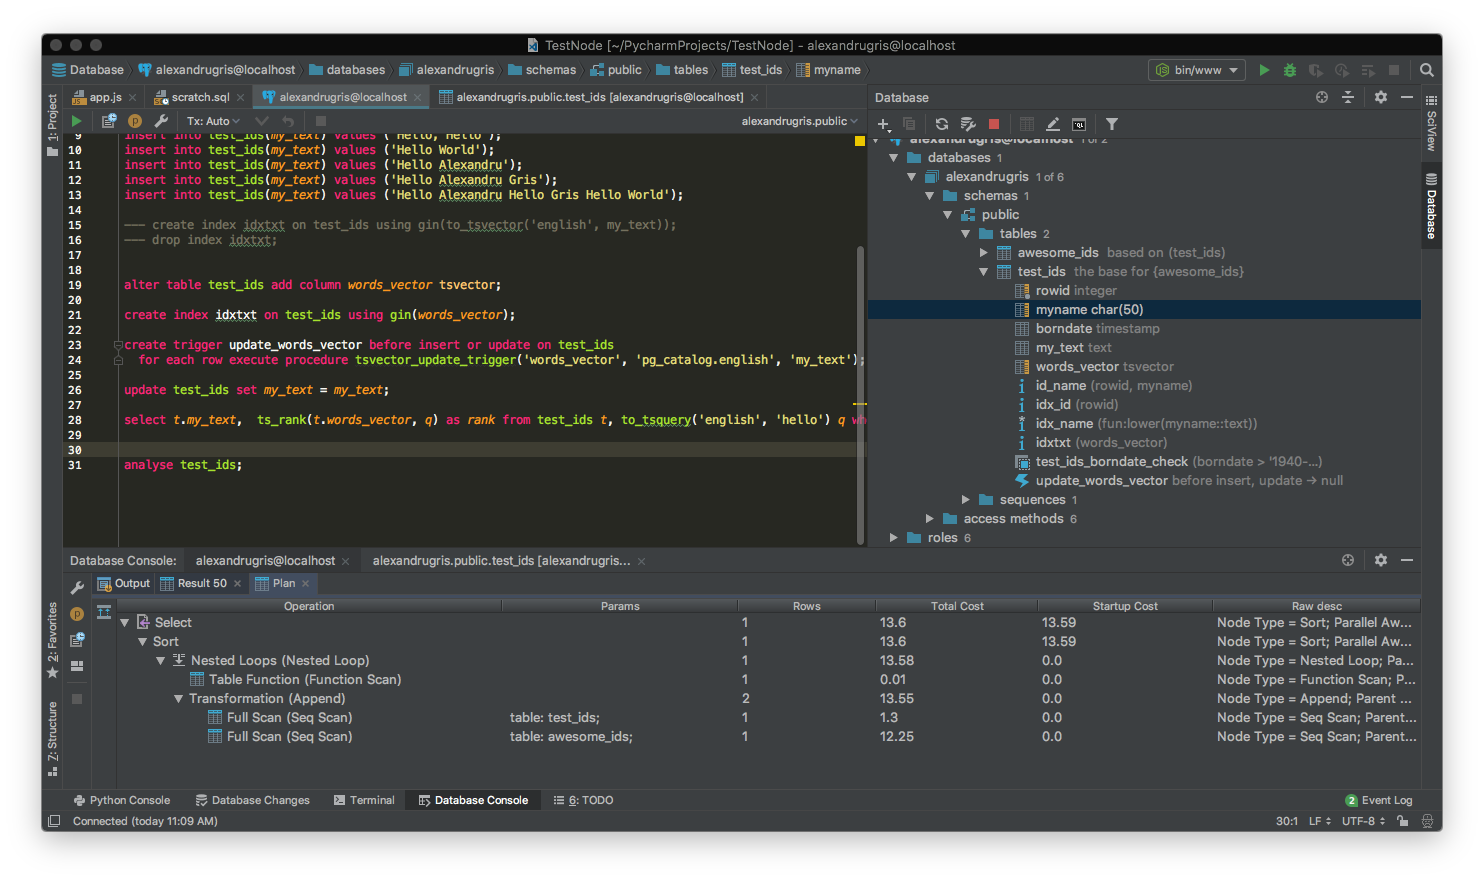 TestNode [~/PycharmProjects/TestNode] - alexandrugris@localhost
Database alexandrugris@localhost databases alexandrugris schemas public tables test_ids myname bin/www
1: Project
app.js scratch.sql alexandrugris@localhost alexandrugris.public.test_ids [alexandrugris@localhost]
Tx: Auto alexandrugris.public
9 insert into test_ids(my_text) values ('Hello, Hello');
10 insert into test_ids(my_text) values ('Hello World');
11 insert into test_ids(my_text) values ('Hello Alexandru');
12 insert into test_ids(my_text) values ('Hello Alexandru Gris');
13 insert into test_ids(my_text) values ('Hello Alexandru Hello Gris Hello World');
14
15 --- create index idxtxt on test_ids using gin(to_tsvector('english', my_text));
16 --- drop index idxtxt;
17
18
19 alter table test_ids add column words_vector tsvector;
20
21 create index idxtxt on test_ids using gin(words_vector);
22
23 create trigger update_words_vector before insert or update on test_ids
24 for each row execute procedure tsvector_update_trigger('words_vector', 'pg_catalog.english', 'my_text');
25
26 update test_ids set my_text = my_text;
27
28 select t.my_text, ts_rank(t.words_vector, q) as rank from test_ids t, to_tsquery('english', 'hello') q wh
29
30
31 analyse test_ids;
Database
alexandrugris@localhost 1 of 2
databases 1
alexandrugris 1 of 6
schemas 1
public
tables 2
awesome_ids based on (test_ids)
test_ids the base for {awesome_ids}
rowid integer
myname char(50)
borndate timestamp
my_text text
words_vector tsvector
id_name (rowid, myname)
idx_id (rowid)
idx_name (fun:lower(myname::text))
idxtxt (words_vector)
test_ids_borndate_check (borndate > '1940-...)
update_words_vector before insert, update → null
sequences 1
access methods 6
roles 6
SciView
Database
Database Console: alexandrugris@localhost alexandrugris.public.test_ids [alexandrugris...
Output Result 50 Plan
Operation Params Rows Total Cost Startup Cost Raw desc
Select 1 13.6 13.59 Node Type = Sort; Parallel Aw...
Sort 1 13.6 13.59 Node Type = Sort; Parallel Aw...
Nested Loops (Nested Loop) 1 13.58 0.0 Node Type = Nested Loop; Pa...
Table Function (Function Scan) 1 0.01 0.0 Node Type = Function Scan; P...
Transformation (Append) 2 13.55 0.0 Node Type = Append; Parent ...
Full Scan (Seq Scan) table: test_ids; 1 1.3 0.0 Node Type = Seq Scan; Parent...
Full Scan (Seq Scan) table: awesome_ids; 1 12.25 0.0 Node Type = Seq Scan; Parent...
2: Favorites
Z: Structure
Python Console Database Changes Terminal Database Console 6: TODO 2 Event Log
Connected (today 11:09 AM) 30:1 LF UTF-8